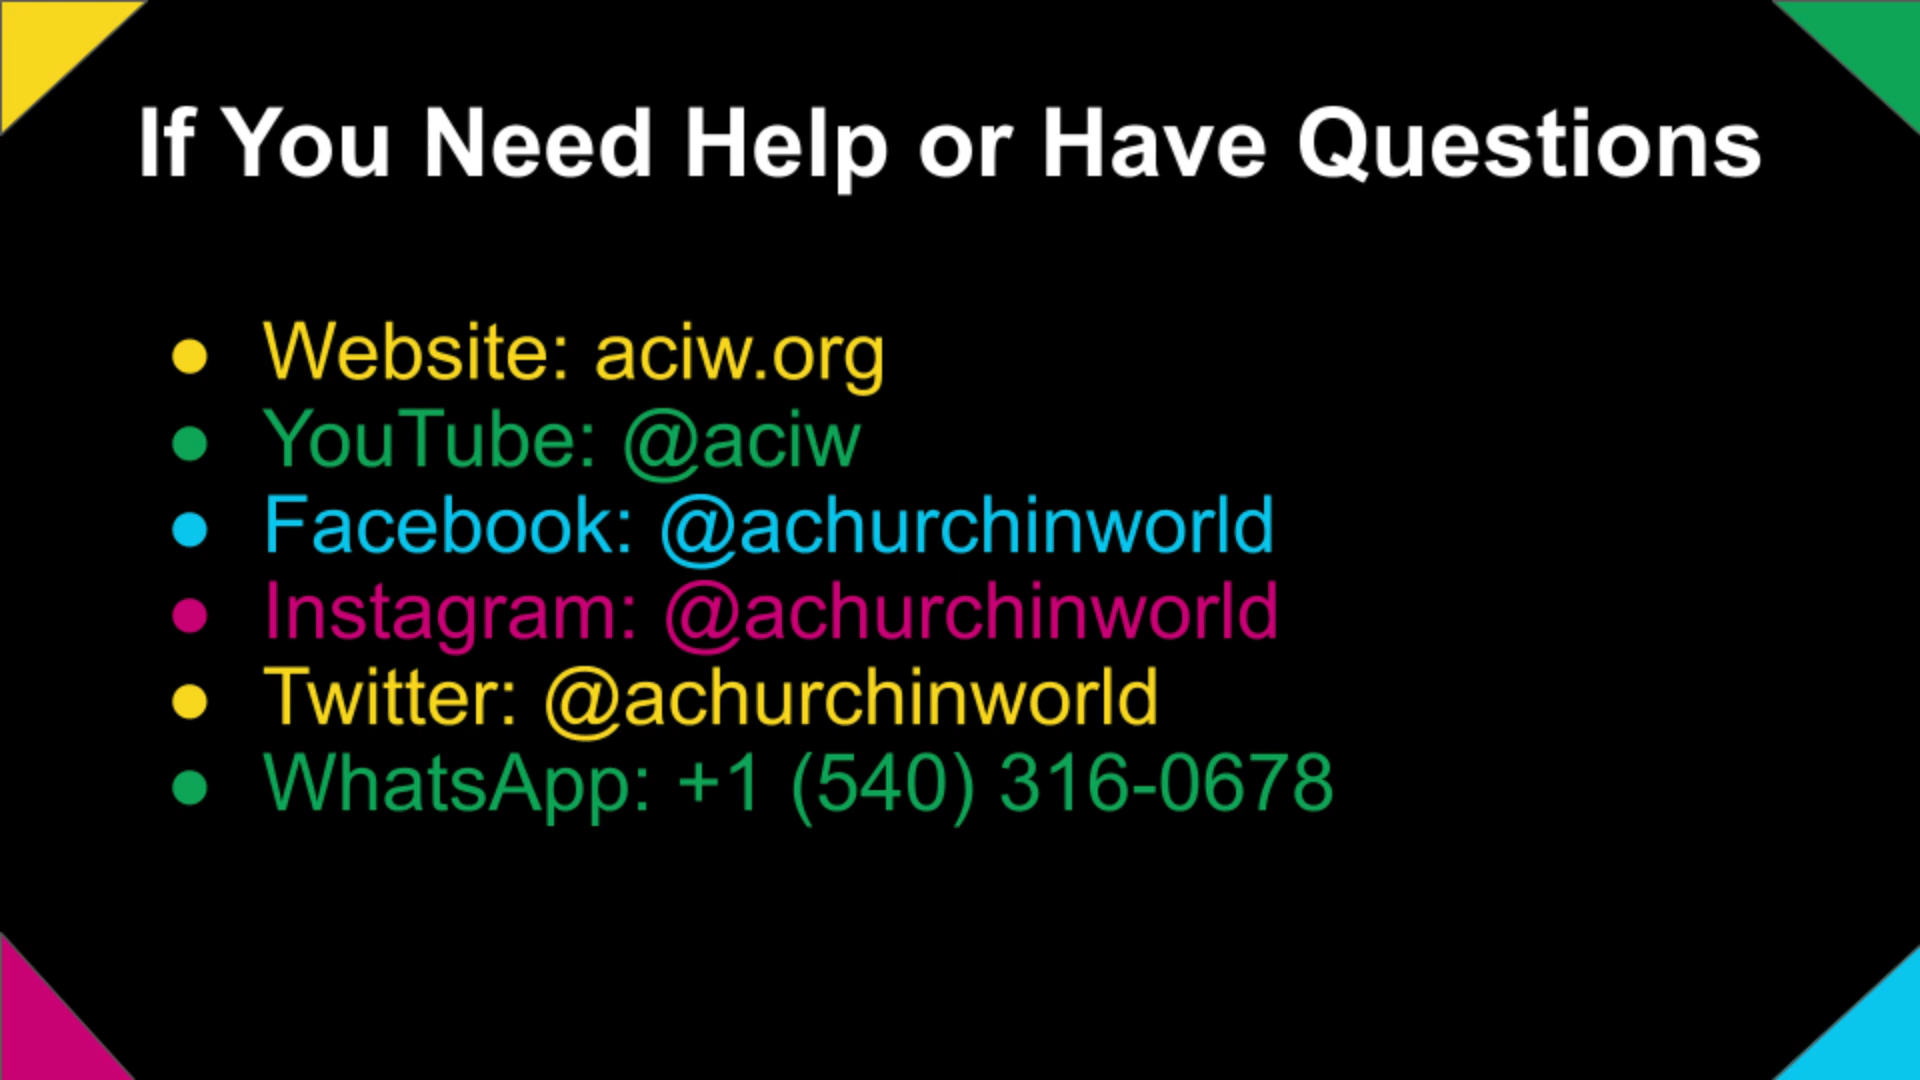 If You Need Help or Have Questions
● Website: aciw.org
● YouTube: @aciw
● Facebook: @achurchinworld
● Instagram: @achurchinworld
● Twitter: @achurchinworld
● WhatsApp: +1 (540) 316-0678